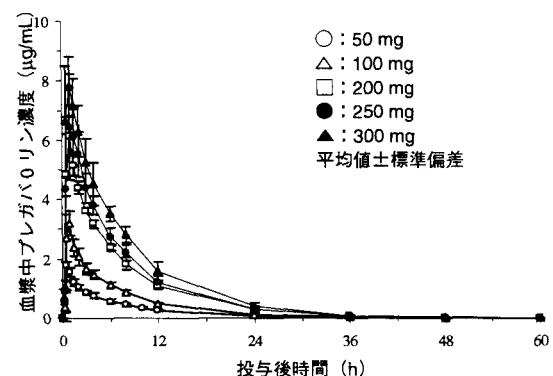 10
8
6
4
2
0
血漿中プレガバ0リン濃度 (μg/mL)
○:50 mg
△:100 mg
□:200 mg
●:250 mg
▲:300 mg
平均値士標準偏差
0 12 24 36 48 60
投与後時間 (h)